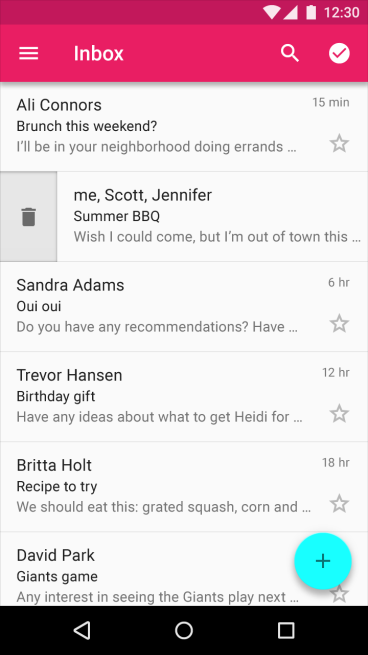 12:30
Inbox
Ali Connors 15 min
Brunch this weekend?
I'll be in your neighborhood doing errands ...
me, Scott, Jennifer
Summer BBQ
Wish I could come, but I'm out of town this ...
Sandra Adams 6 hr
Oui oui
Do you have any recommendations? Have ...
Trevor Hansen 12 hr
Birthday gift
Have any ideas about what to get Heidi for ...
Britta Holt 18 hr
Recipe to try
We should eat this: grated squash, corn and ...
David Park
Giants game
Any interest in seeing the Giants play next ...